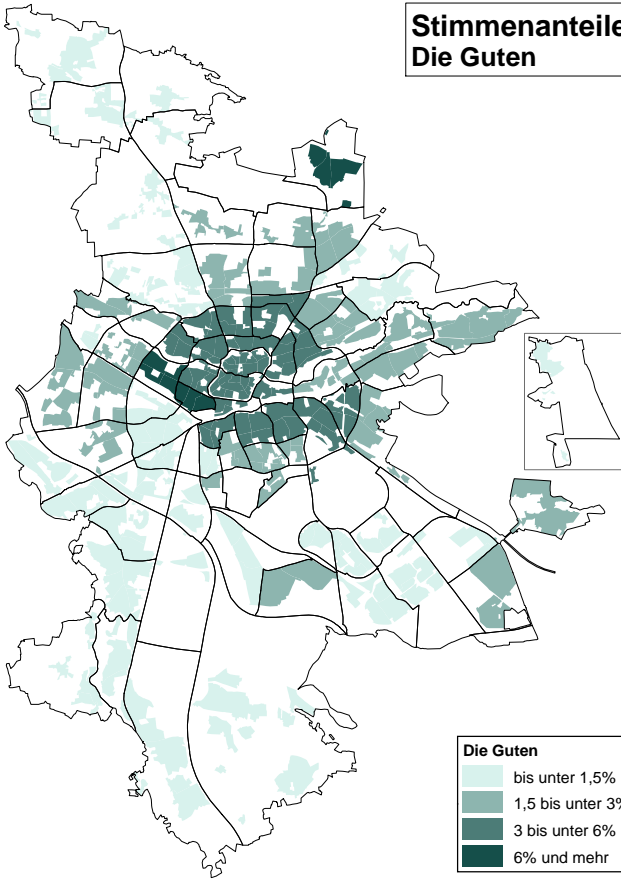 Stimmenanteile
Die Guten
Die Guten
bis unter 1,5%
1,5 bis unter 3%
3 bis unter 6%
6% und mehr